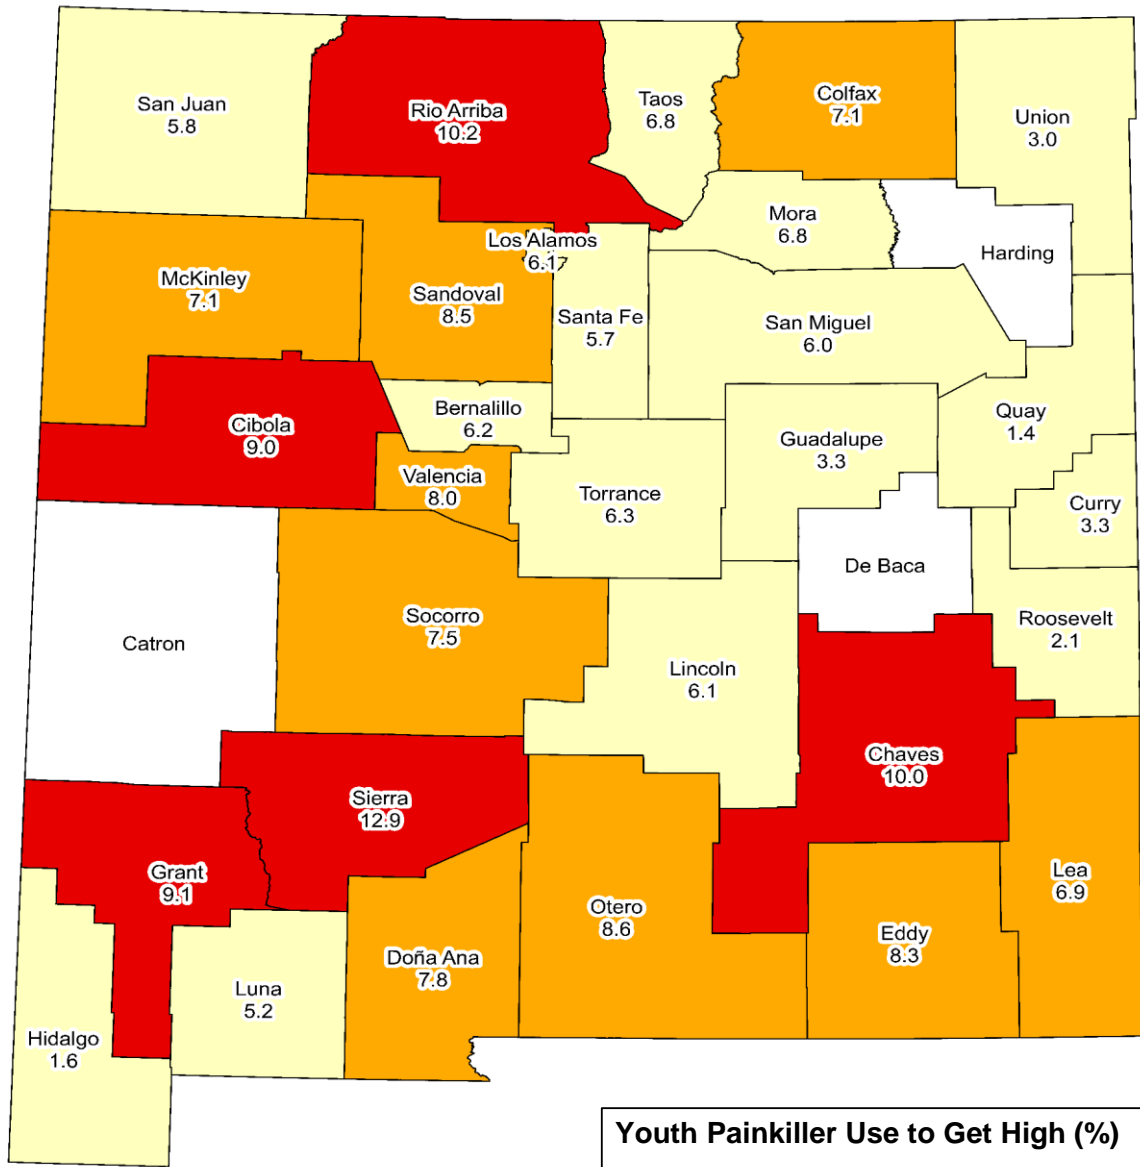 San Juan
5.8
Rio Arriba
10.2
Taos
6.8
Colfax
7.1
Union
3.0
Mora
6.8
Harding
Los Alamos
6.1
McKinley
7.1
Sandoval
8.5
Santa Fe
5.7
San Miguel
6.0
Quay
1.4
Bernalillo
6.2
Cibola
9.0
Guadalupe
3.3
Valencia
8.0
Torrance
6.3
Curry
3.3
De Baca
Socorro
7.5
Roosevelt
2.1
Catron
Lincoln
6.1
Chaves
10.0
Sierra
12.9
Grant
9.1
Lea
6.9
Otero
8.6
Eddy
8.3
Doña Ana
7.8
Luna
5.2
Hidalgo
1.6
Youth Painkiller Use to Get High (%)